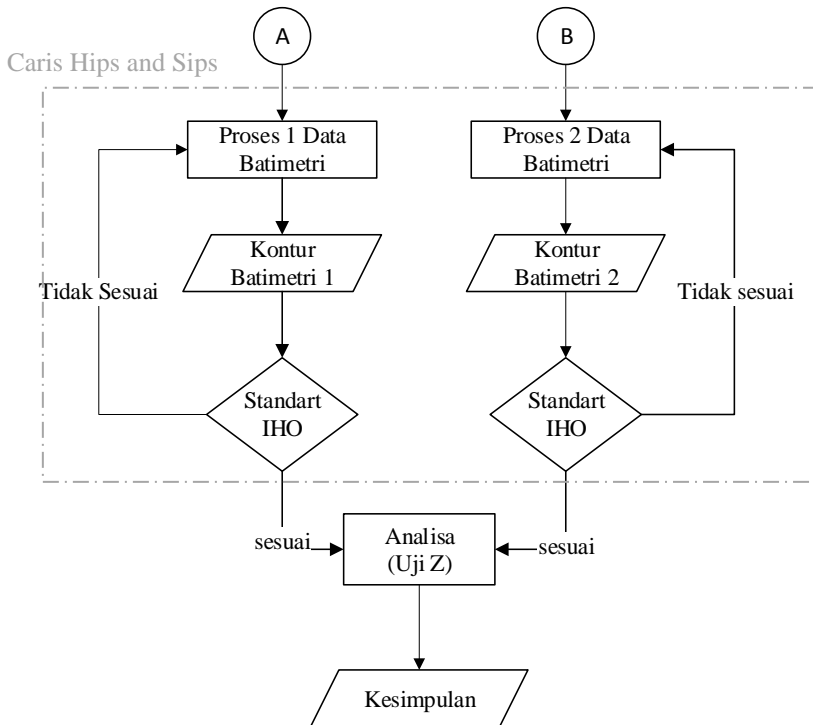 A
B
Caris Hips and Sips
Proses 1 Data
Batimetri
Proses 2 Data
Batimetri
Kontur
Batimetri 1
Kontur
Batimetri 2
Tidak Sesuai
Tidak sesuai
Standart
IHO
Standart
IHO
sesuai
Analisa
(Uji Z)
sesuai
Kesimpulan